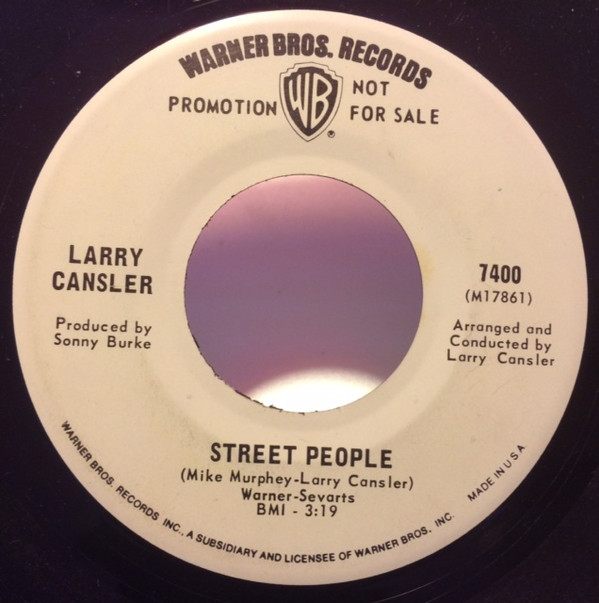 WARNER BROS. RECORDS
PROMOTION NOT
FOR SALE
WB
®
LARRY
CANSLER
Produced by
Sonny Burke
7400
(M17861)
Arranged and
Conducted by
Larry Cansler
STREET PEOPLE
(Mike Murphey-Larry Cansler)
Warner-Sevarts
BMI - 3:19
WARNER BROS. RECORDS INC., A SUBSIDIARY AND LICENSEE OF WARNER BROS. INC. MADE IN U.S.A